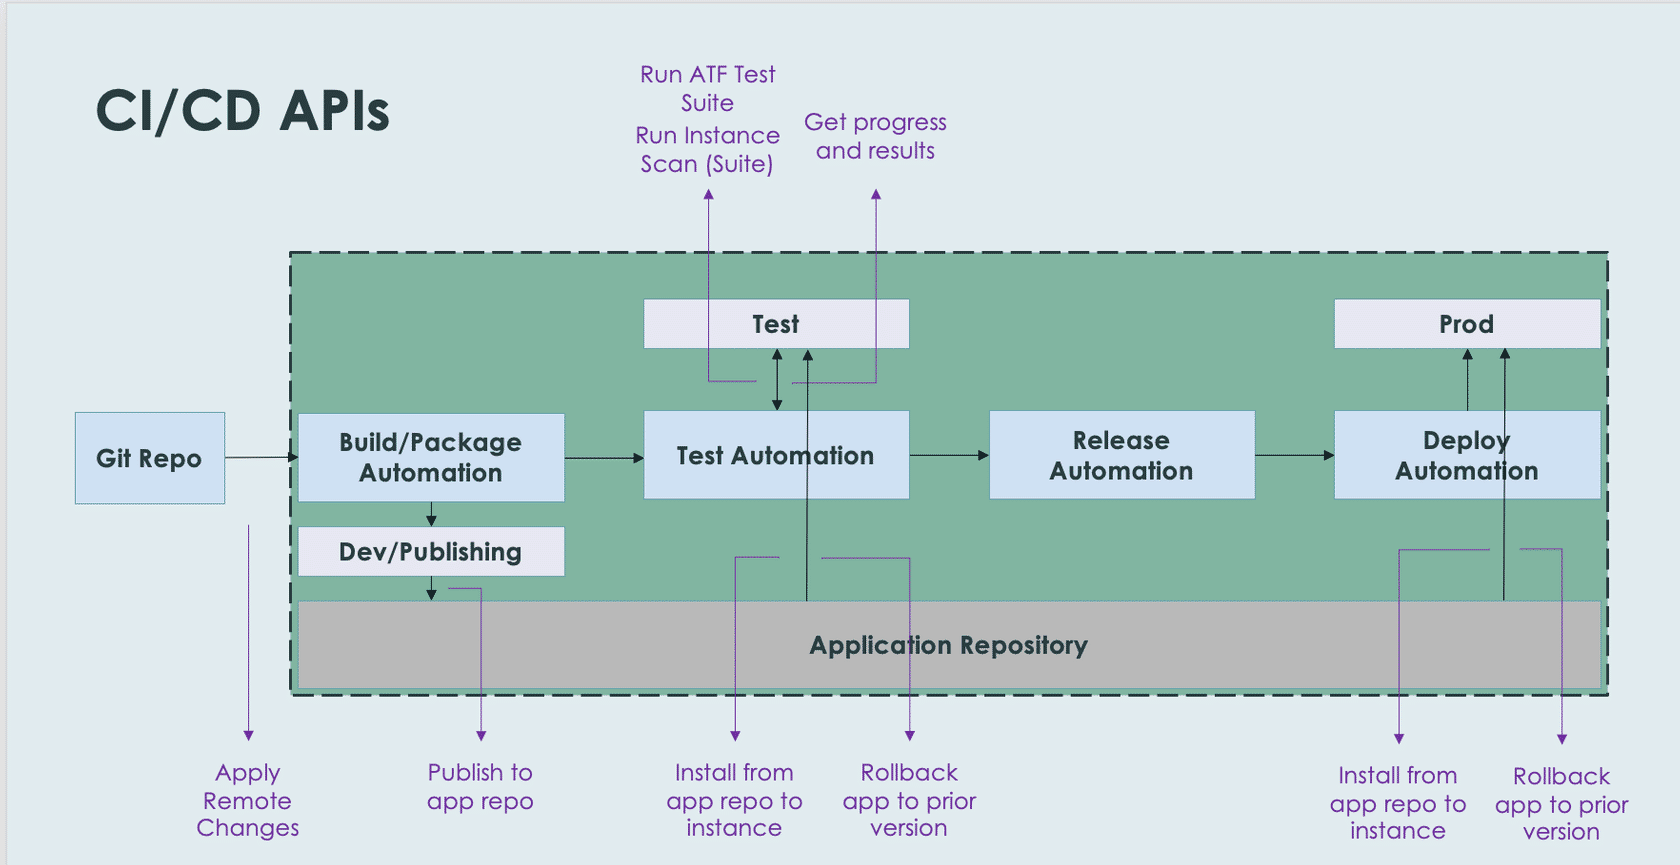 CI/CD APIs
Run ATF Test
Suite
Run Instance
Scan (Suite)
Get progress
and results
Test
Prod
Git Repo
Build/Package
Automation
Test Automation
Release
Automation
Deploy
Automation
Dev/Publishing
Application Repository
Apply
Remote
Changes
Publish to
app repo
Install from
app repo to
instance
Rollback
app to prior
version
Install from
app repo to
instance
Rollback
app to prior
version